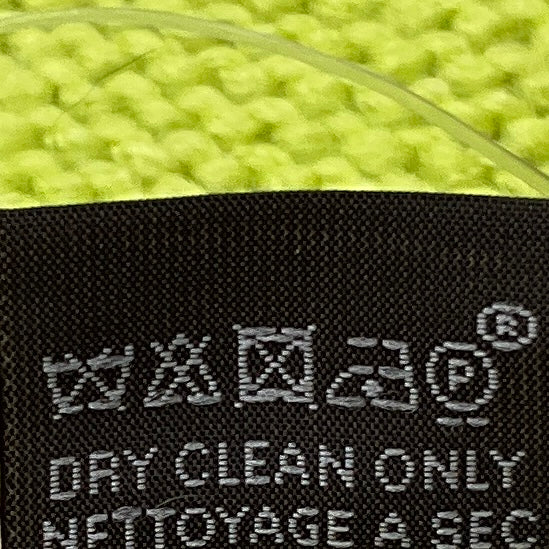 P ®
DRY CLEAN ONLY
NETTOYAGE A SEC